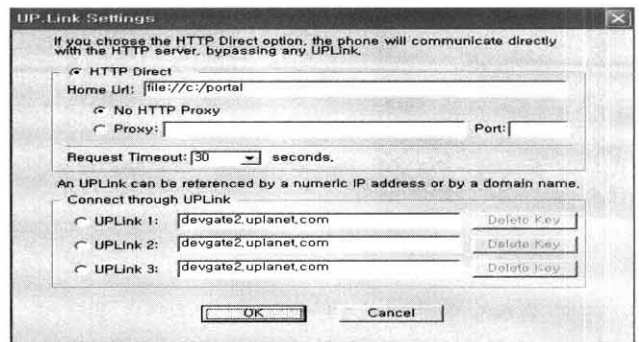 UP.Link Settings
If you choose the HTTP Direct option, the phone will communicate directly
with the HTTP server, bypassing any UPLink.
HTTP Direct
Home Url: file://c:/portal
No HTTP Proxy
Proxy: Port:
Request Timeout: 30 seconds.
An UPLink can be referenced by a numeric IP address or by a domain name.
Connect through UPLink
UPLink 1: devgate2.uplanet.com Delete Key
UPLink 2: devgate2.uplanet.com Delete Key
UPLink 3: devgate2.uplanet.com Delete Key
OK Cancel